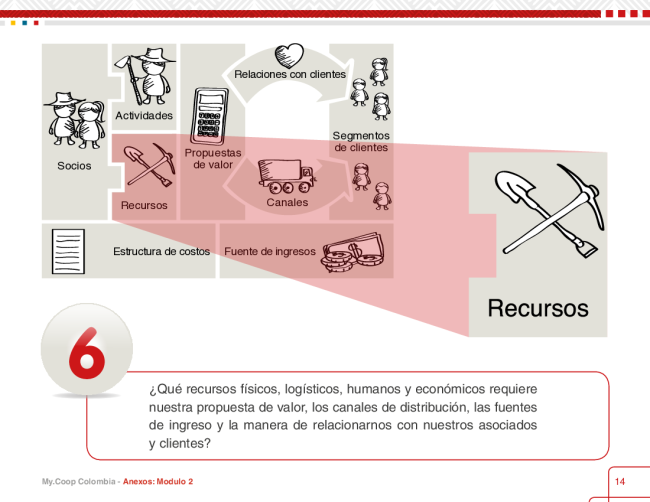 Relaciones con clientes
Actividades
Segmentos
de clientes
Propuestas
de valor
Socios
Recursos
Canales
Estructura de costos
Fuente de ingresos
Recursos
6
¿Qué recursos físicos, logísticos, humanos y económicos requiere
nuestra propuesta de valor, los canales de distribución, las fuentes
de ingreso y la manera de relacionarnos con nuestros asociados
y clientes?
My.Coop Colombia - Anexos: Modulo 2
14